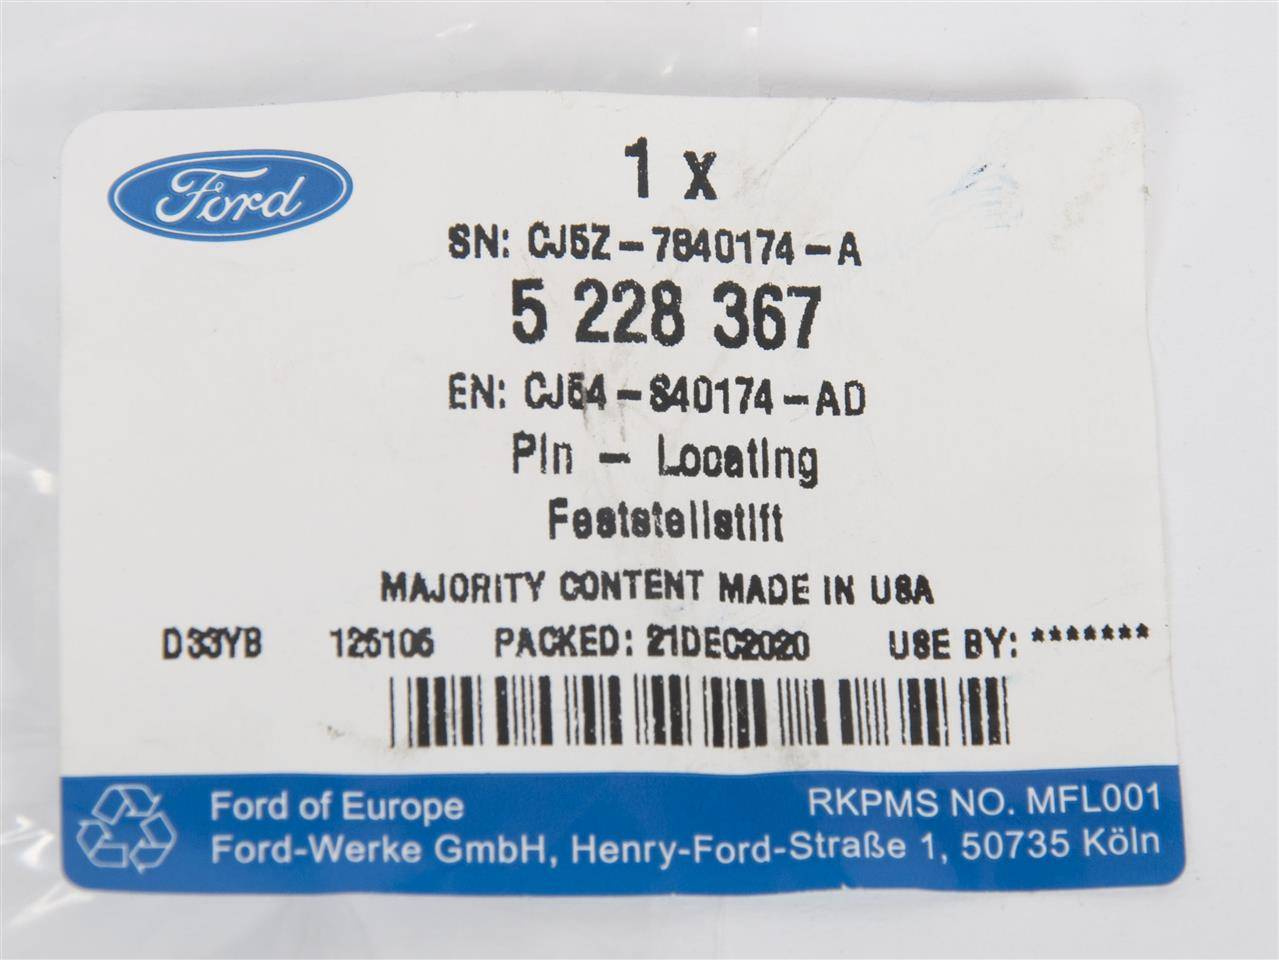 Ford
1 x
SN: CJ5Z-7840174-A
5 228 367
EN: CJ54-S40174-AD
Pin - Locating
Feststellstift
MAJORITY CONTENT MADE IN USA
D33YB 125106 PACKED: 21DEC2020 USE BY: *******
Ford of Europe
RKPMS NO. MFL001
Ford-Werke GmbH, Henry-Ford-Straße 1, 50735 Köln